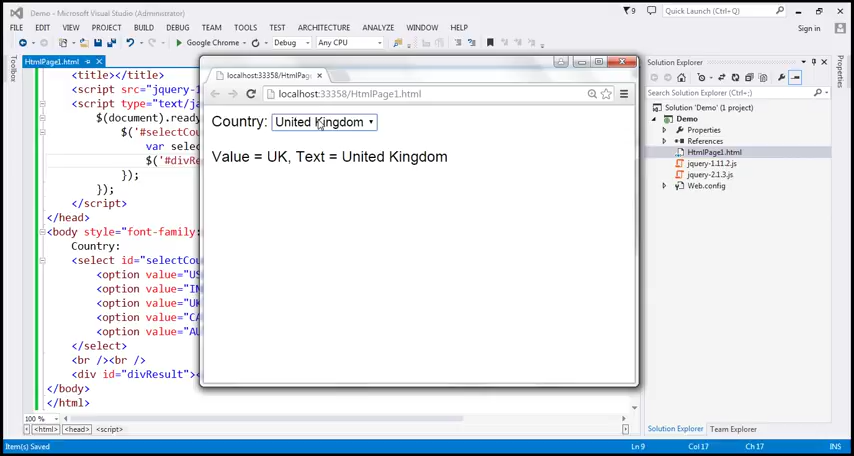 Demo - Microsoft Visual Studio (Administrator)
9
Quick Launch (Ctrl+Q)
FILE EDIT VIEW PROJECT BUILD DEBUG TEAM TOOLS TEST ARCHITECTURE ANALYZE WINDOW HELP
Sign in
Google Chrome Debug Any CPU
Toolbox
HtmlPage1.html
<title></title>
<script src="jquery-1
<script type="text/ja
$(document).ready
$('#selectCou
var selec
$('#divRe
});
});
</script>
</head>
<body style="font-family:
Country:
<select id="selectCou
<option value="US
<option value="IN
<option value="UK
<option value="CA
<option value="AU
</select>
<br /><br />
<div id="divResult"><
</body>
</html>
100 %
<html> <head> <script>
localhost:33358/HtmlPag
localhost:33358/HtmlPage1.html
Country: United Kingdom
Value = UK, Text = United Kingdom
Solution Explorer
Search Solution Explorer (Ctrl+;)
Solution 'Demo' (1 project)
Demo
Properties
References
HtmlPage1.html
jquery-1.11.2.js
jquery-2.1.3.js
Web.config
Solution Explorer Team Explorer
Properties
Item(s) Saved
Ln 9 Col 17 Ch 17 INS